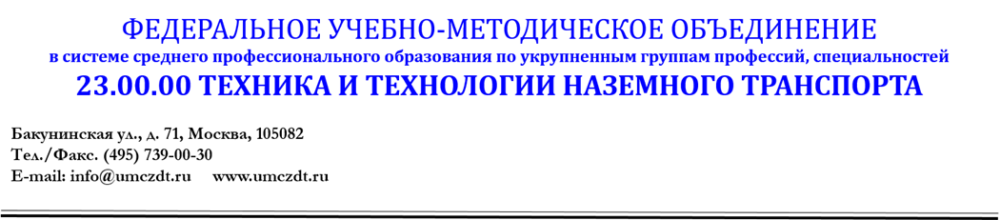 ФЕДЕРАЛЬНОЕ УЧЕБНО-МЕТОДИЧЕСКОЕ ОБЪЕДИНЕНИЕ
в системе среднего профессионального образования по укрупненным группам профессий, специальностей
23.00.00 ТЕХНИКА И ТЕХНОЛОГИИ НАЗЕМНОГО ТРАНСПОРТА
Бакунинская ул., д. 71, Москва, 105082
Тел./Факс. (495) 739-00-30
E-mail: info@umczdt.ru www.umczdt.ru